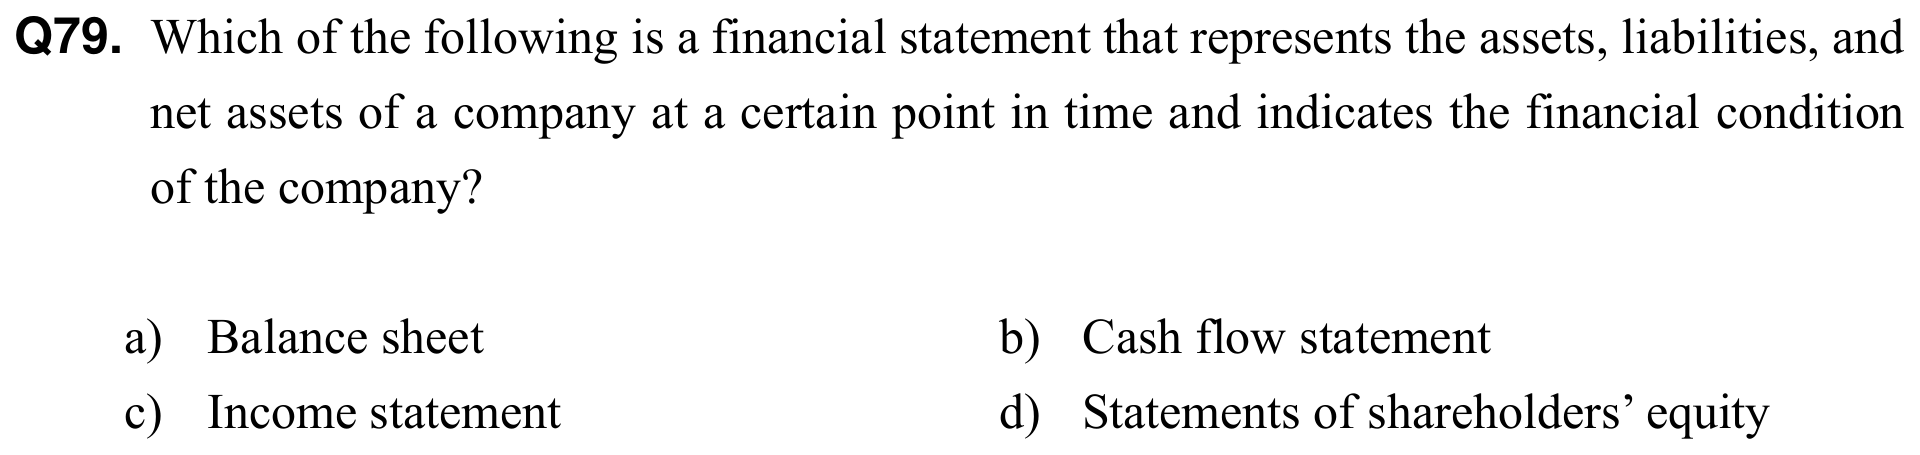 Q79. Which of the following is a financial statement that represents the assets, liabilities, and
net assets of a company at a certain point in time and indicates the financial condition
of the company?
a) Balance sheet b) Cash flow statement
c) Income statement d) Statements of shareholders’ equity